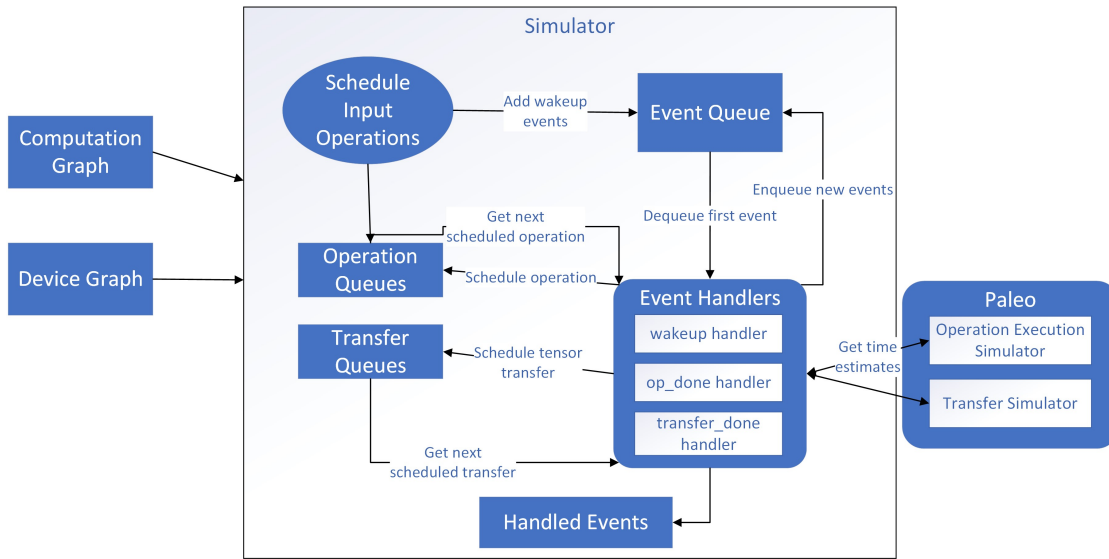 Simulator
Schedule
Input
Operations
Add wakeup
events
Event Queue
Computation
Graph
Device Graph
Enqueue new events
Dequeue first event
Get next
scheduled operation
Operation
Queues
Schedule operation
Event Handlers
wakeup handler
op_done handler
transfer_done
handler
Transfer
Queues
Schedule tensor
transfer
Get next
scheduled transfer
Handled Events
Get time
estimates
Paleo
Operation Execution
Simulator
Transfer Simulator